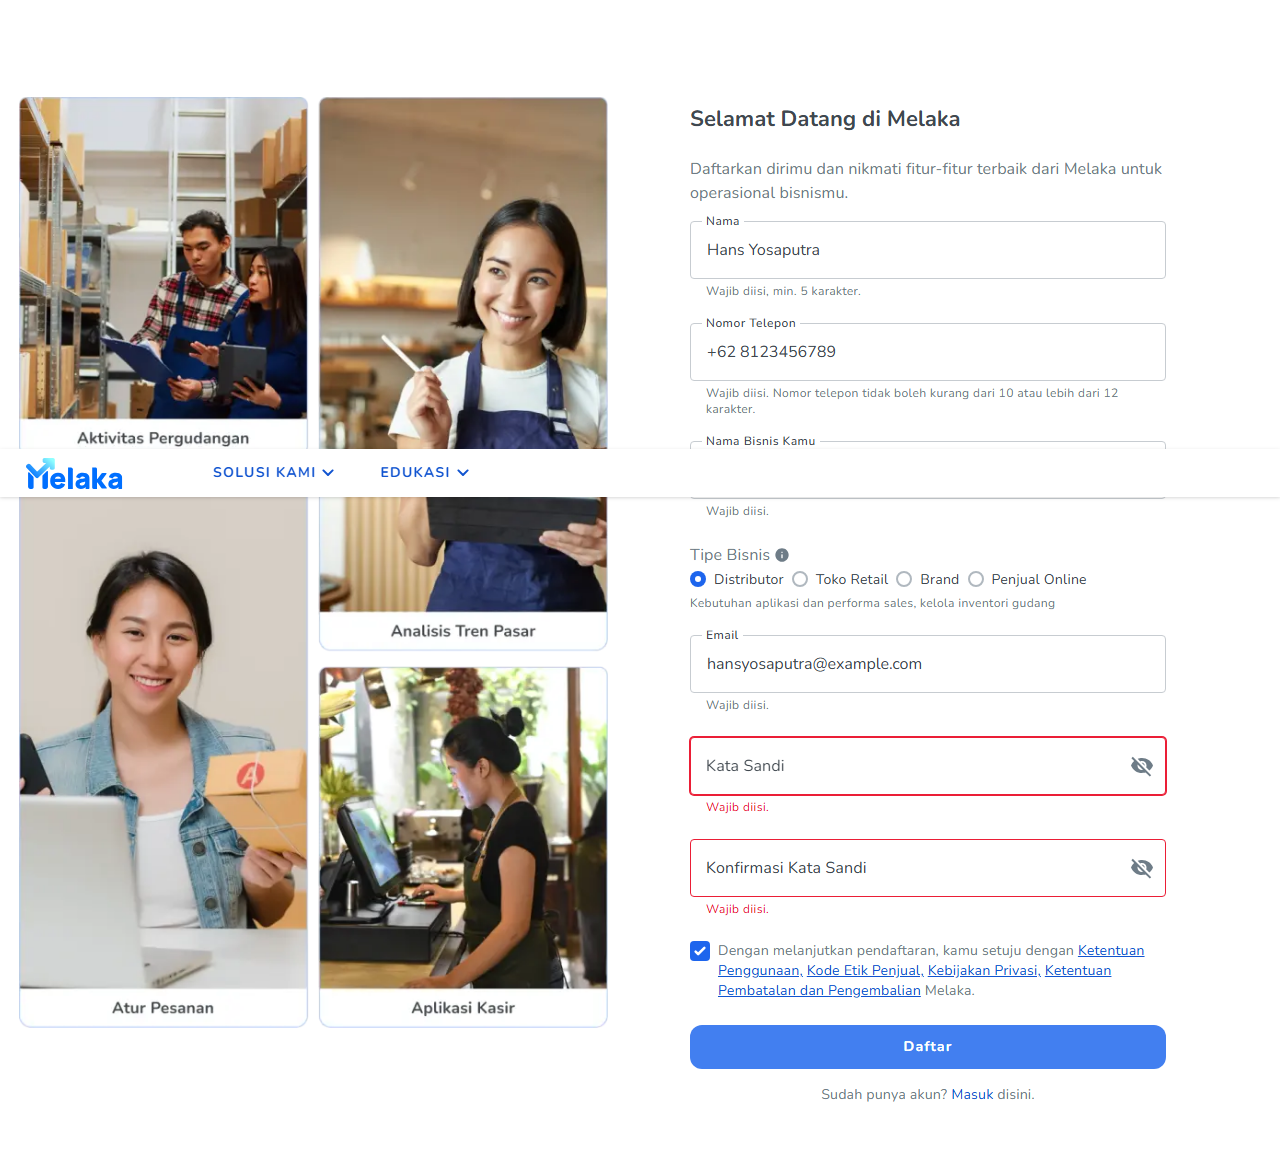 Aktivitas Pergudangan
Melaka
SOLUSI KAMI
EDUKASI
Analisis Tren Pasar
A
Atur Pesanan
Aplikasi Kasir
Selamat Datang di Melaka
Daftarkan dirimu dan nikmati fitur-fitur terbaik dari Melaka untuk
operasional bisnismu.
Nama
Hans Yosaputra
Wajib diisi, min. 5 karakter.
Nomor Telepon
+62 8123456789
Wajib diisi. Nomor telepon tidak boleh kurang dari 10 atau lebih dari 12
karakter.
Nama Bisnis Kamu
Wajib diisi.
Tipe Bisnis
Distributor
Toko Retail
Brand
Penjual Online
Kebutuhan aplikasi dan performa sales, kelola inventori gudang
Email
hansyosaputra@example.com
Wajib diisi.
Kata Sandi
Wajib diisi.
Konfirmasi Kata Sandi
Wajib diisi.
Dengan melanjutkan pendaftaran, kamu setuju dengan Ketentuan
Penggunaan, Kode Etik Penjual, Kebijakan Privasi, Ketentuan
Pembatalan dan Pengembalian Melaka.
Daftar
Sudah punya akun? Masuk disini.